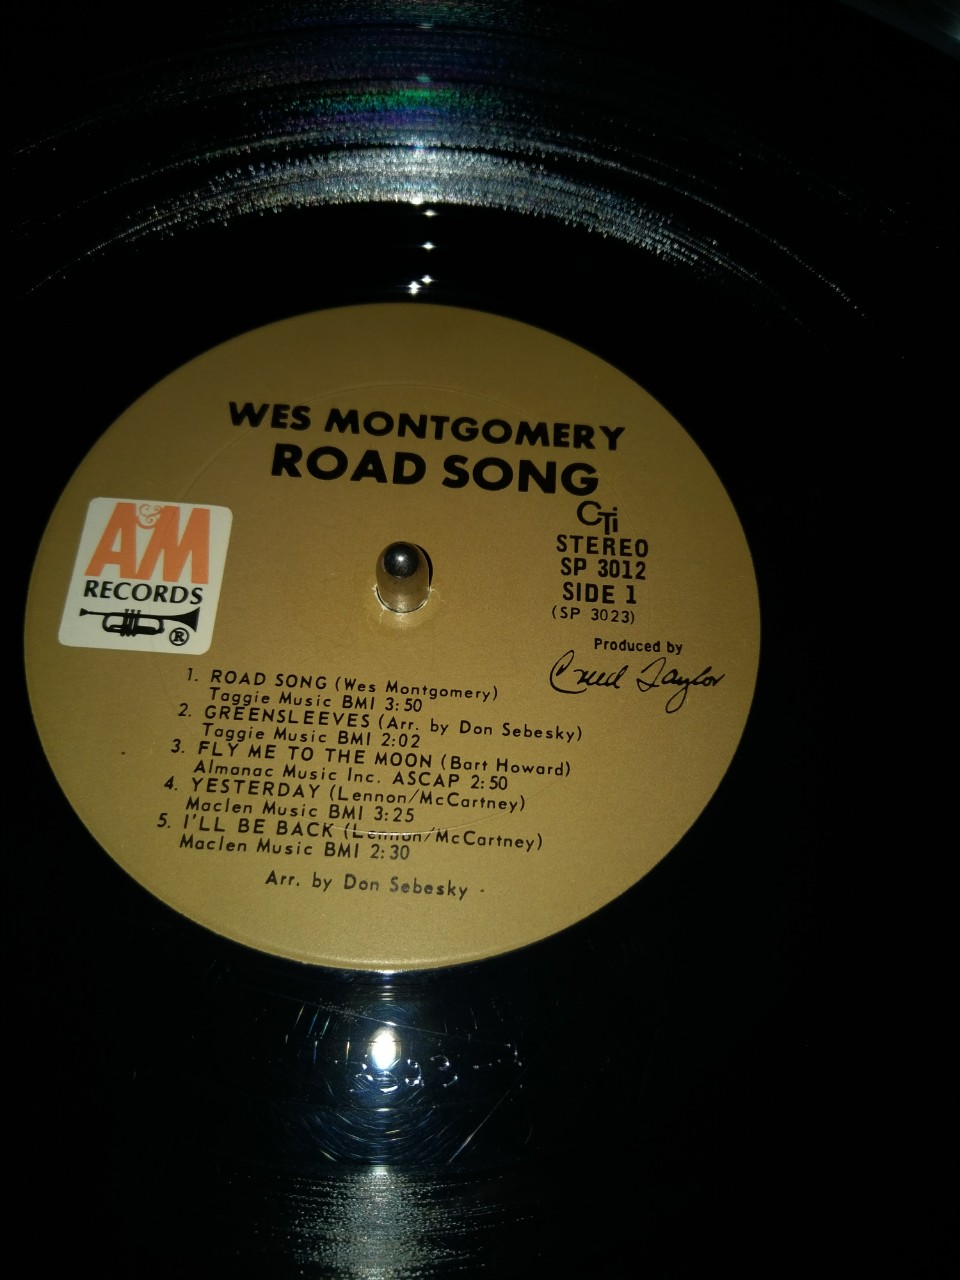 WES MONTGOMERY
ROAD SONG
A&M
RECORDS
®
CTi
STEREO
SP 3012
SIDE 1
(SP 3023)
Produced by
Creed Taylor
1. ROAD SONG (Wes Montgomery)
Taggie Music BMI 3:50
2. GREENSLEEVES (Arr. by Don Sebesky)
Taggie Music BMI 2:02
3. FLY ME TO THE MOON (Bart Howard)
Almanac Music Inc. ASCAP 2:50
4. YESTERDAY (Lennon/McCartney)
Maclen Music BMI 3:25
5. I'LL BE BACK (Lennon/McCartney)
Maclen Music BMI 2:30
Arr. by Don Sebesky